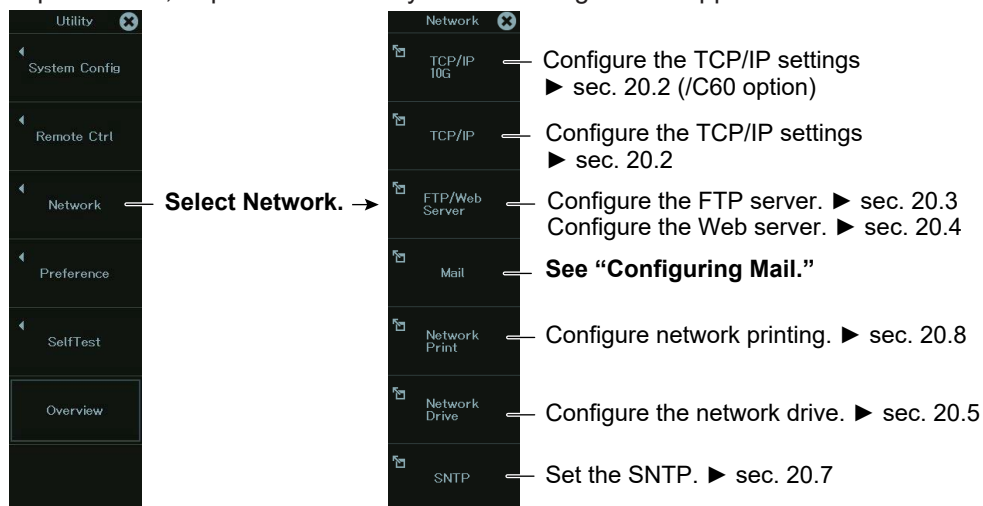 Utility
System Config
Remote Ctrl
Network
Preference
SelfTest
Overview
Select Network.
Network
TCP/IP
10G
Configure the TCP/IP settings
► sec. 20.2 (/C60 option)
TCP/IP
Configure the TCP/IP settings
► sec. 20.2
FTP/Web
Server
Configure the FTP server. ► sec. 20.3
Configure the Web server. ► sec. 20.4
Mail
See “Configuring Mail.”
Network
Print
Configure network printing. ► sec. 20.8
Network
Drive
Configure the network drive. ► sec. 20.5
SNTP
Set the SNTP. ► sec. 20.7